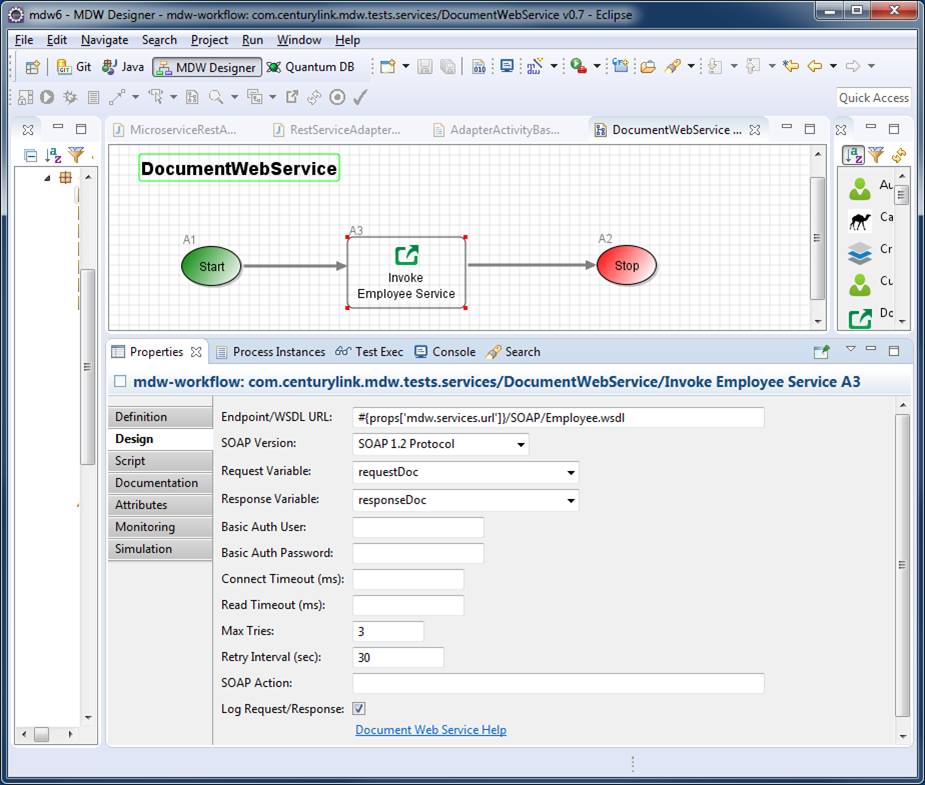 mdw6 - MDW Designer - mdw-workflow: com.centurylink.mdw.tests.services/DocumentWebService v0.7 - Eclipse
File Edit Navigate Search Project Run Window Help
Git Java MDW Designer Quantum DB
Quick Access
MicroserviceRestA... RestServiceAdapter... AdapterActivityBas... DocumentWebService ...
DocumentWebService
A1 A3 A2
Start
Invoke
Employee Service
Stop
Au
Ca
Cr
Cu
Dc
Properties Process Instances Test Exec Console Search
mdw-workflow: com.centurylink.mdw.tests.services/DocumentWebService/Invoke Employee Service A3
Definition
Design
Script
Documentation
Attributes
Monitoring
Simulation
Endpoint/WSDL URL: #{props['mdw.services.url']}/SOAP/Employee.wsdl
SOAP Version: SOAP 1.2 Protocol
Request Variable: requestDoc
Response Variable: responseDoc
Basic Auth User:
Basic Auth Password:
Connect Timeout (ms):
Read Timeout (ms):
Max Tries: 3
Retry Interval (sec): 30
SOAP Action:
Log Request/Response:
Document Web Service Help